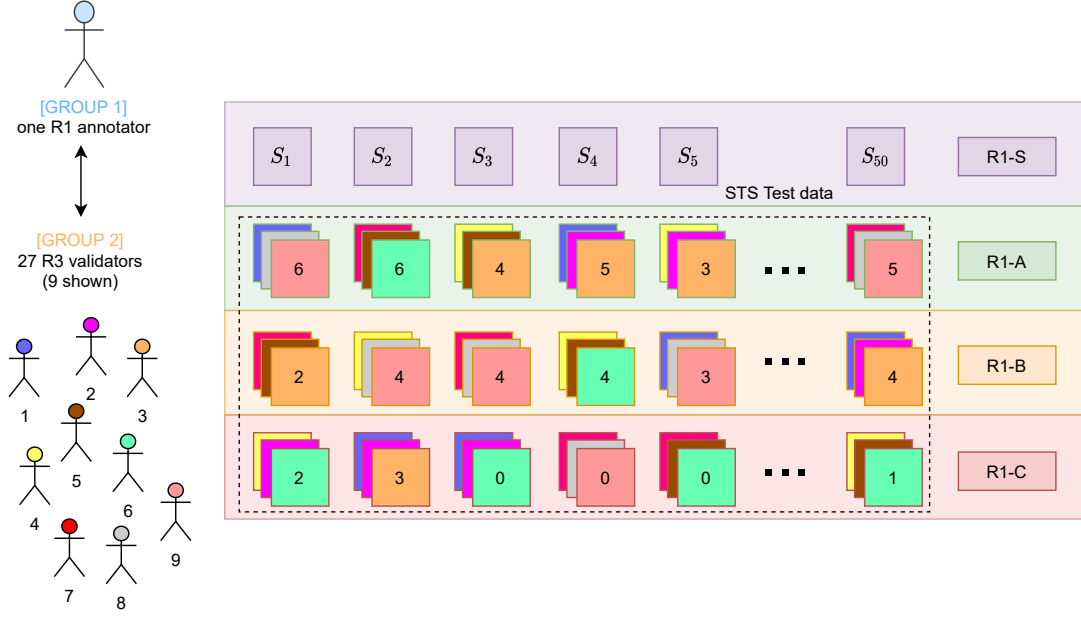 [GROUP 1]
one R1 annotator
[GROUP 2]
27 R3 validators
(9 shown)
1
2
3
4
5
6
7
8
9
S1 S2 S3 S4 S5 S50 R1-S
STS Test data
6 6 4 5 3 ... 5 R1-A
2 4 4 4 3 ... 4 R1-B
2 3 0 0 0 ... 1 R1-C